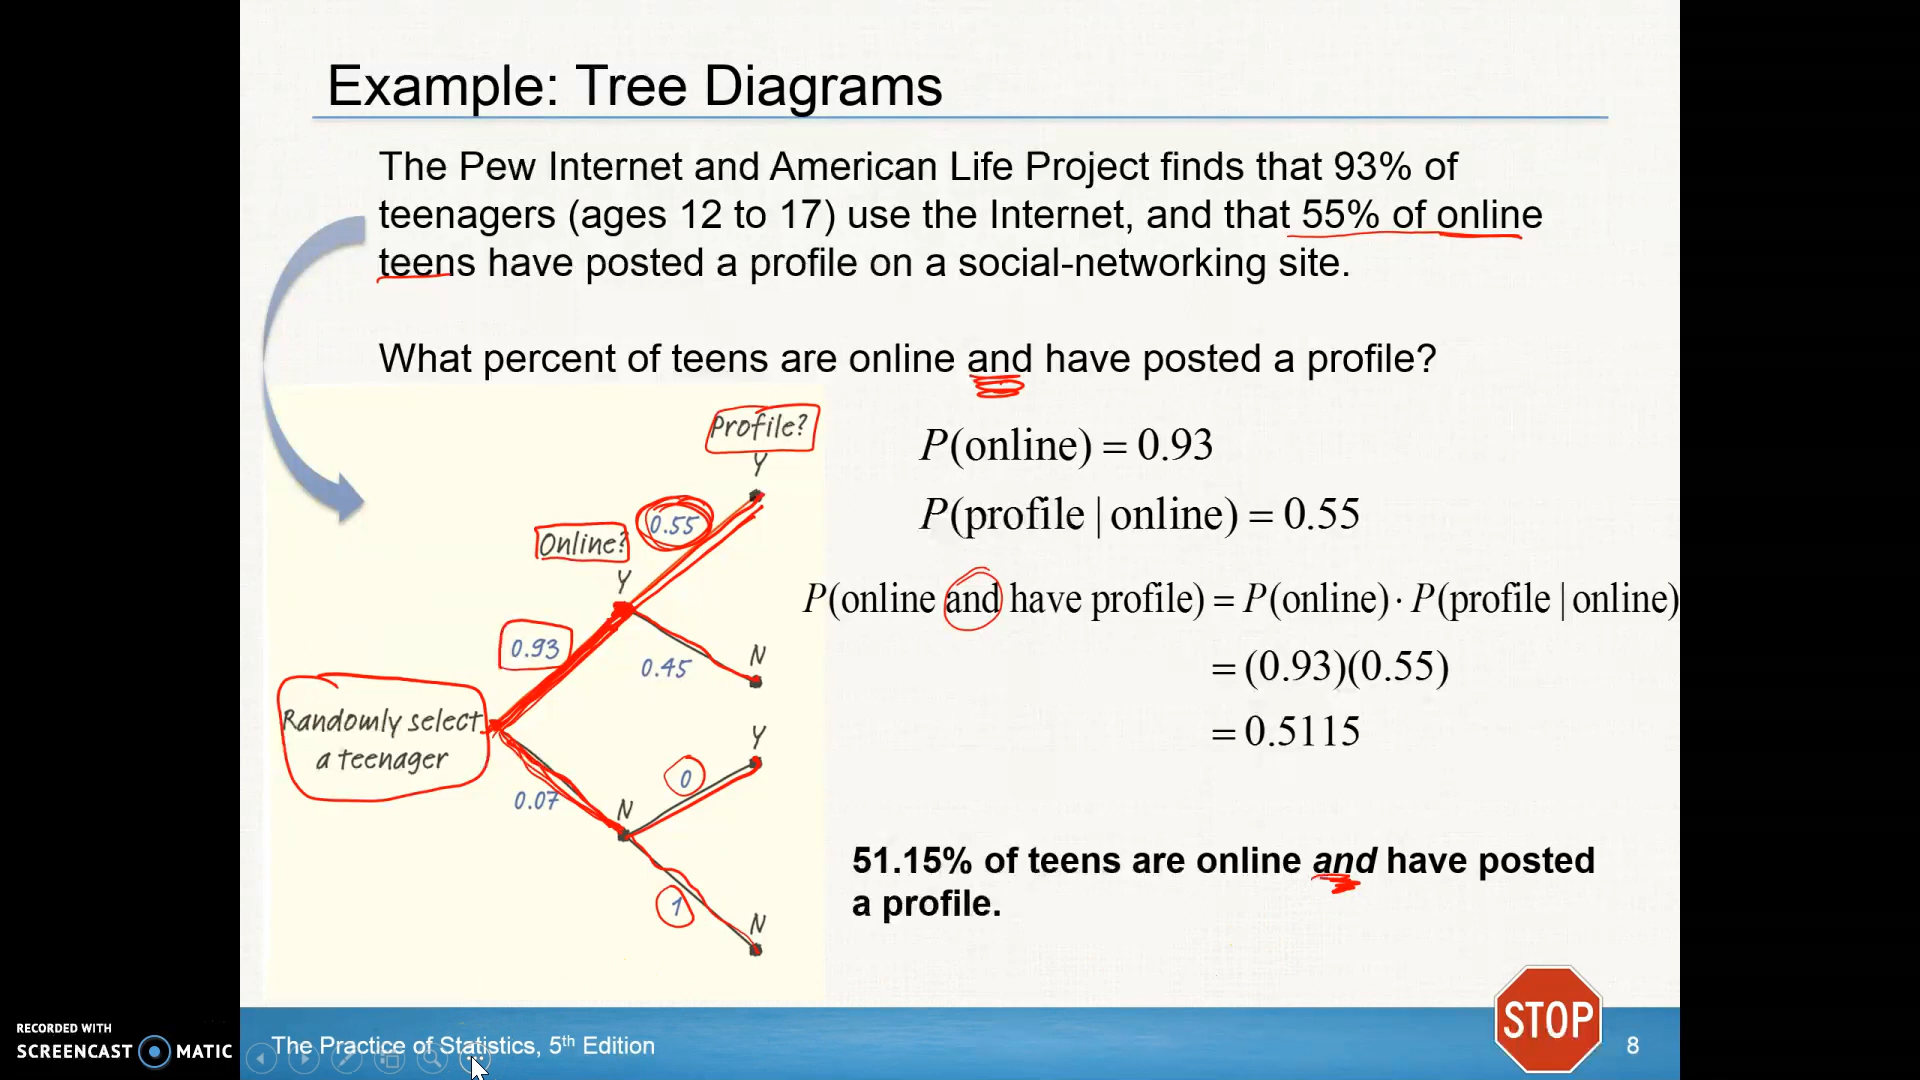 Example: Tree Diagrams
The Pew Internet and American Life Project finds that 93% of
teenagers (ages 12 to 17) use the Internet, and that 55% of online
teens have posted a profile on a social-networking site.
What percent of teens are online and have posted a profile?
Profile?
Y
0.55
Online?
Y
0.93
0.45
N
Randomly select
a teenager
Y
0
0.07
N
1
N
P(online) = 0.93
P(profile | online) = 0.55
P(online and have profile) = P(online) · P(profile | online)
= (0.93)(0.55)
= 0.5115
51.15% of teens are online and have posted
a profile.
STOP
RECORDED WITH
SCREENCAST MATIC
The Practice of Statistics, 5th Edition
8